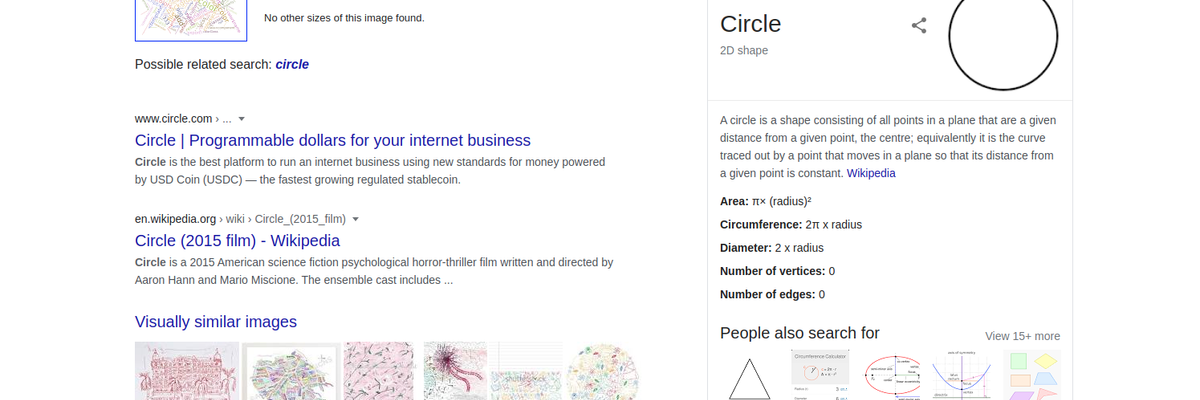 No other sizes of this image found.
Possible related search: circle
www.circle.com › ...
Circle | Programmable dollars for your internet business
Circle is the best platform to run an internet business using new standards for money powered
by USD Coin (USDC) — the fastest growing regulated stablecoin.
en.wikipedia.org › wiki › Circle_(2015_film)
Circle (2015 film) - Wikipedia
Circle is a 2015 American science fiction psychological horror-thriller film written and directed by
Aaron Hann and Mario Miscione. The ensemble cast includes ...
Visually similar images
Circle
2D shape
A circle is a shape consisting of all points in a plane that are a given
distance from a given point, the centre; equivalently it is the curve
traced out by a point that moves in a plane so that its distance from
a given point is constant. Wikipedia
Area: π× (radius)²
Circumference: 2π x radius
Diameter: 2 x radius
Number of vertices: 0
Number of edges: 0
People also search for
View 15+ more
Circumference Calculator